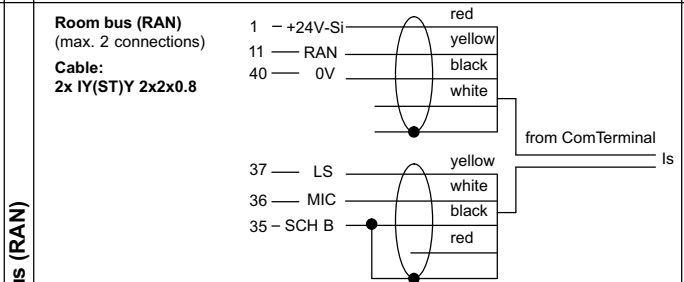 Room bus (RAN)
(max. 2 connections)
Cable:
2x IY(ST)Y 2x2x0.8
1 – +24V-Si
11 — RAN
40 — 0V
red
yellow
black
white
from ComTerminal
ls
37 — LS
36 — MIC
35 – SCH B
yellow
white
black
red
us (RAN)